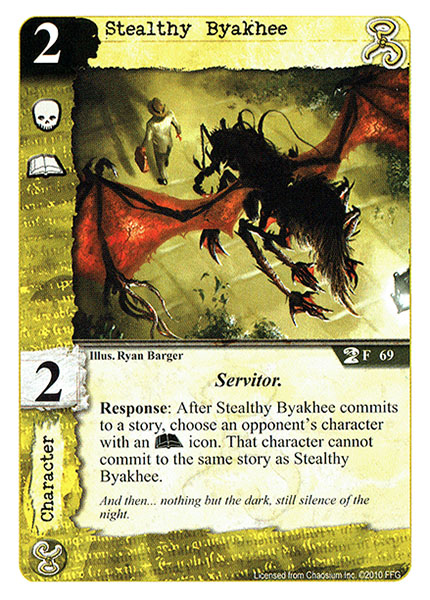 2
Stealthy Byakhee
Illus. Ryan Barger
F 69
2
Servitor.
Response: After Stealthy Byakhee commits
to a story, choose an opponent's character
with an icon. That character cannot
commit to the same story as Stealthy
Byakhee.
And then... nothing but the dark, still silence of the
night.
Character
Licensed from Chaosium Inc. ©2010 FFG